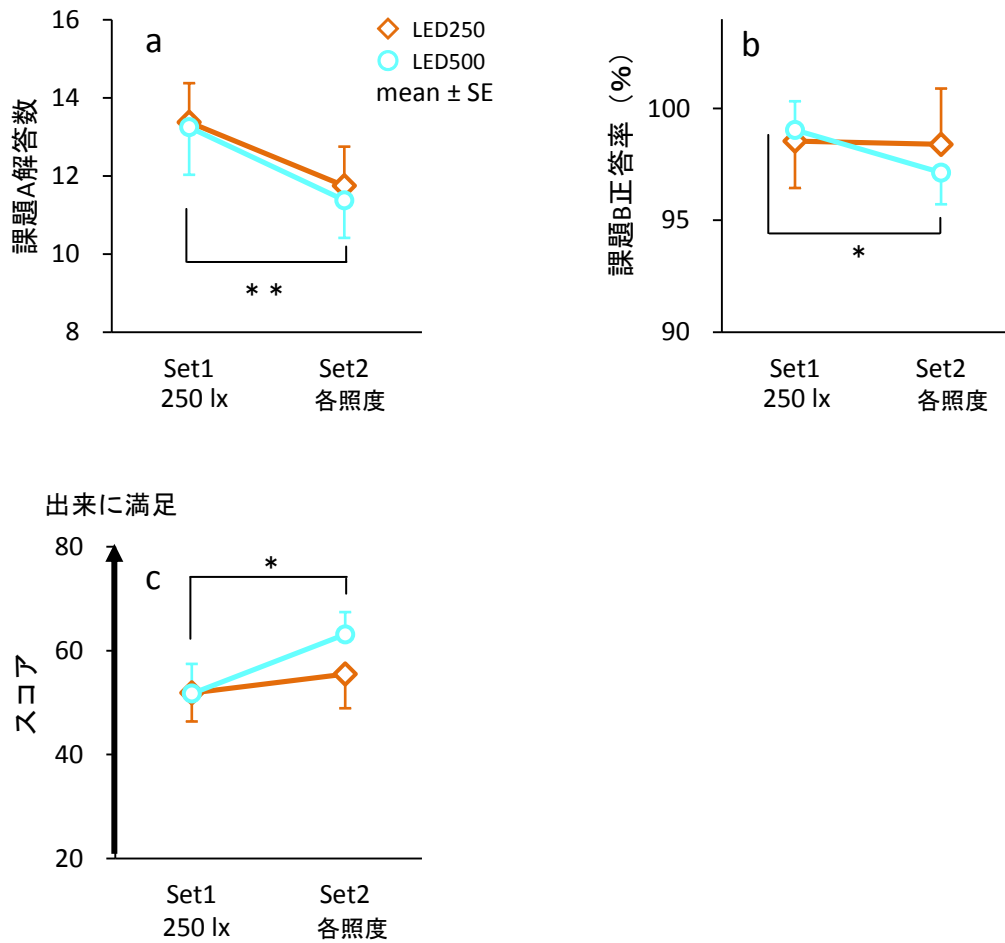 a
16
14
12
10
8
課題A解答数
LED250
LED500
mean ± SE
* *
Set1
250 lx
Set2
各照度
b
100
95
90
課題B正答率 (%)
*
Set1
250 lx
Set2
各照度
出来に満足
c
80
60
40
20
スコア
*
Set1
250 lx
Set2
各照度